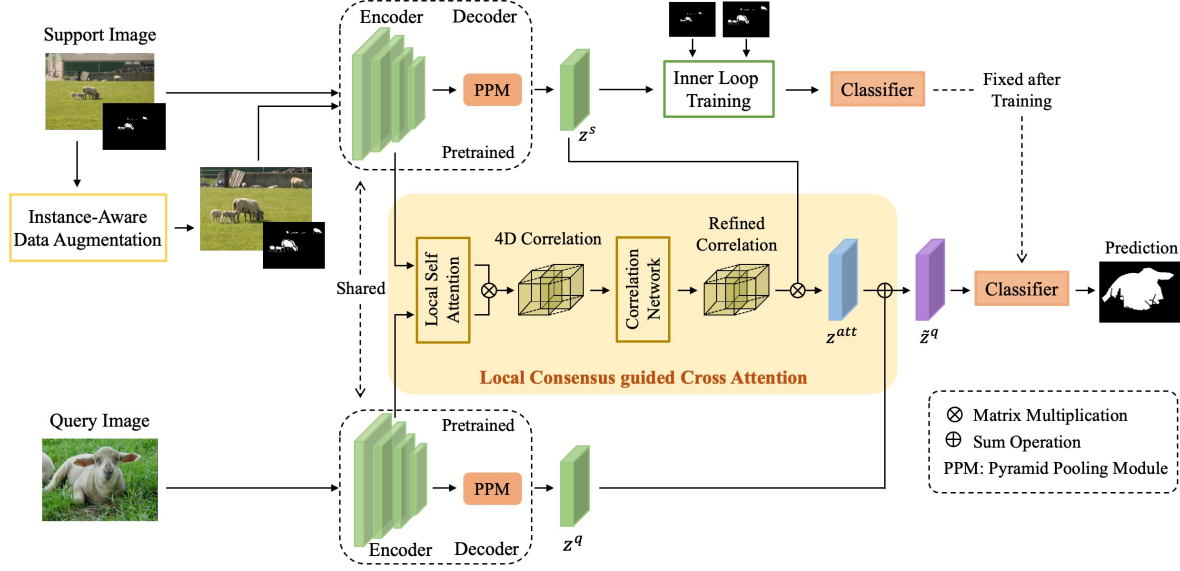 Support Image
Encoder
Decoder
PPM
Pretrained
z^s
Inner Loop
Training
Classifier
Fixed after
Training
Instance-Aware
Data Augmentation
Shared
Local Self
Attention
4D Correlation
Correlation
Network
Refined
Correlation
z^att
z̃^q
Classifier
Prediction
Local Consensus guided Cross Attention
Query Image
Pretrained
PPM
Encoder
Decoder
z^q
⊗ Matrix Multiplication
⊕ Sum Operation
PPM: Pyramid Pooling Module